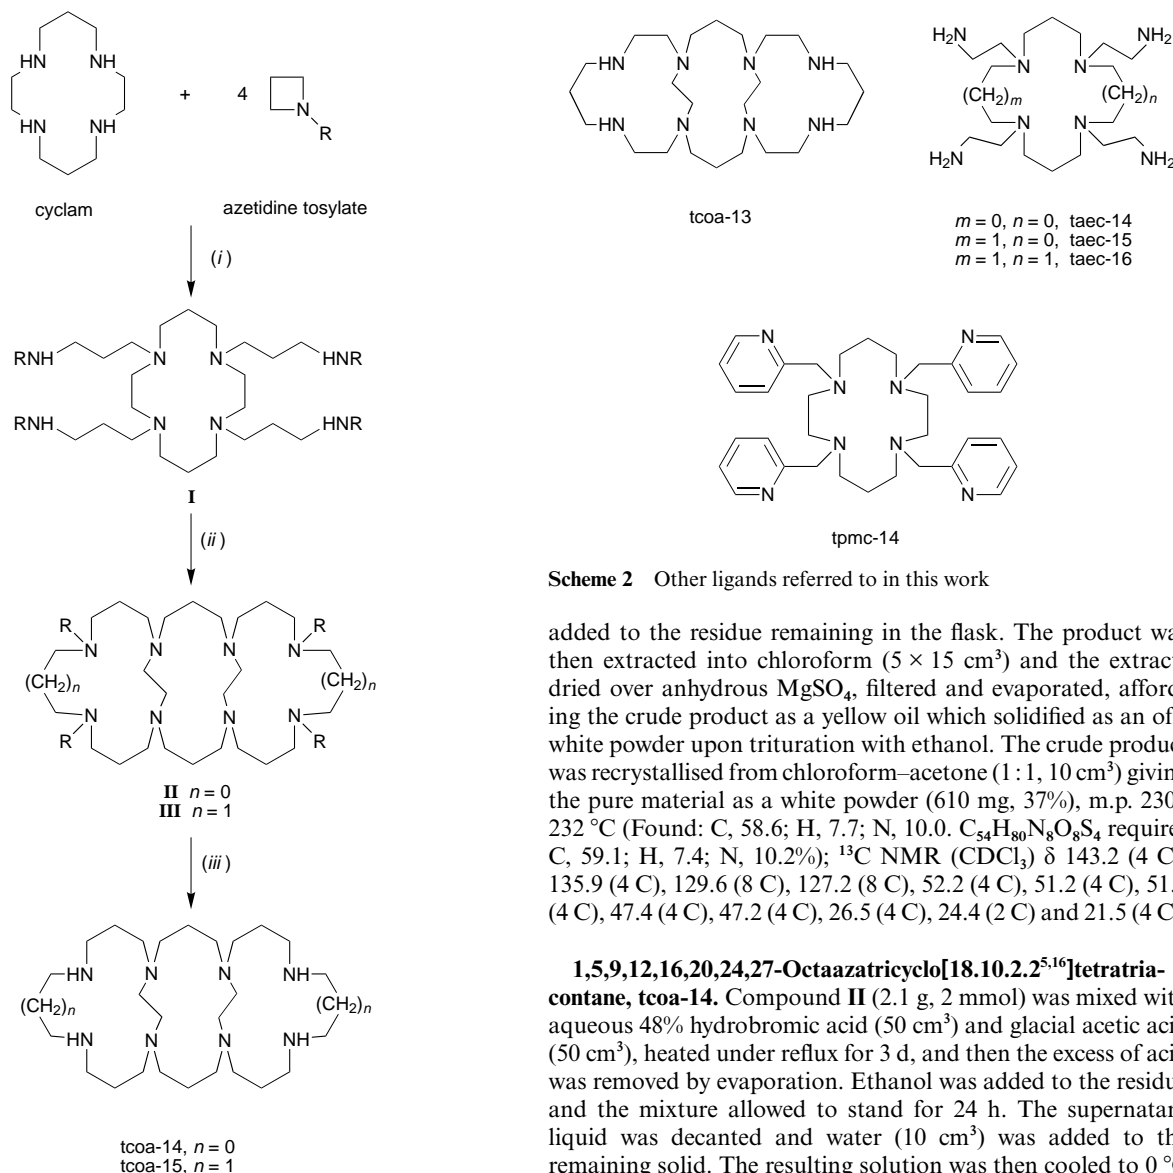 HN NH
HN NH
cyclam
+
4
N
R
azetidine tosylate
(i)
RNH N N HNR
RNH N N HNR
I
(ii)
R R
N N N N
(CH₂)ₙ (CH₂)ₙ
N N N N
R R
II n = 0
III n = 1
(iii)
HN N N NH
(CH₂)ₙ (CH₂)ₙ
HN N N NH
tcoa-14, n = 0
tcoa-15, n = 1
HN N N NH
HN N N NH
tcoa-13
H₂N NH₂
N N
(CH₂)ₘ (CH₂)ₙ
N N
H₂N NH₂
m = 0, n = 0, taec-14
m = 1, n = 0, taec-15
m = 1, n = 1, taec-16
N N
N N
N N
N N
tpmc-14
Scheme 2 Other ligands referred to in this work
added to the residue remaining in the flask. The product wa
then extracted into chloroform (5 × 15 cm³) and the extract
dried over anhydrous MgSO₄, filtered and evaporated, afford
ing the crude product as a yellow oil which solidified as an of
white powder upon trituration with ethanol. The crude produc
was recrystallised from chloroform–acetone (1 : 1, 10 cm³) givin
the pure material as a white powder (610 mg, 37%), m.p. 230
232 °C (Found: C, 58.6; H, 7.7; N, 10.0. C₅₄H₈₀N₈O₈S₄ require
C, 59.1; H, 7.4; N, 10.2%); ¹³C NMR (CDCl₃) δ 143.2 (4 C)
135.9 (4 C), 129.6 (8 C), 127.2 (8 C), 52.2 (4 C), 51.2 (4 C), 51.
(4 C), 47.4 (4 C), 47.2 (4 C), 26.5 (4 C), 24.4 (2 C) and 21.5 (4 C)
1,5,9,12,16,20,24,27-Octaazatricyclo[18.10.2.2⁵,¹⁶]tetratria-
contane, tcoa-14. Compound II (2.1 g, 2 mmol) was mixed wit
aqueous 48% hydrobromic acid (50 cm³) and glacial acetic aci
(50 cm³), heated under reflux for 3 d, and then the excess of aci
was removed by evaporation. Ethanol was added to the residu
and the mixture allowed to stand for 24 h. The supernatan
liquid was decanted and water (10 cm³) was added to th
remaining solid. The resulting solution was then cooled to 0 °C